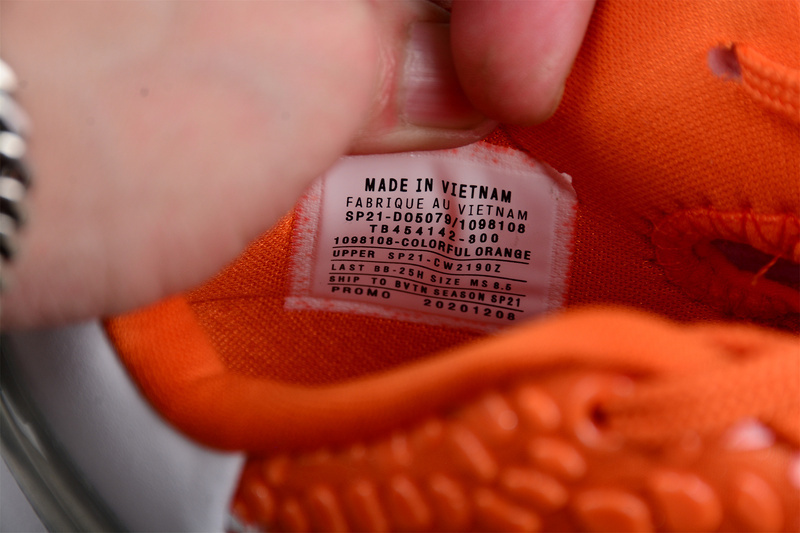 MADE IN VIETNAM
FABRIQUE AU VIETNAM
SP21-DO5079/1098108
TB454142-800
1098108-COLORFUL ORANGE
UPPER SP21-CW2190Z
LAST BB-25H SIZE MS 8.5
SHIP TO BVTN SEASON SP21
PROMO 20201208